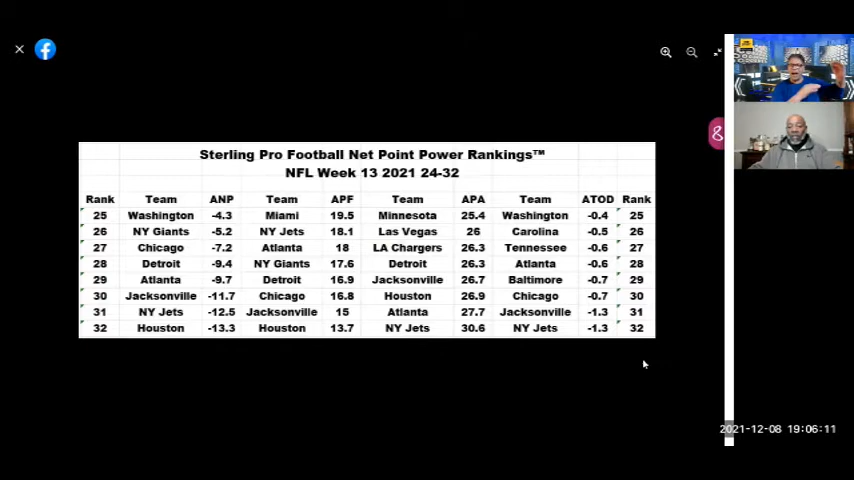 Sterling Pro Football Net Point Power Rankings™
NFL Week 13 2021 24-32
Rank Team ANP Team APF Team APA Team ATOD Rank
25 Washington -4.3 Miami 19.5 Minnesota 25.4 Washington -0.4 25
26 NY Giants -5.2 NY Jets 18.1 Las Vegas 26 Carolina -0.5 26
27 Chicago -7.2 Atlanta 18 LA Chargers 26.3 Tennessee -0.6 27
28 Detroit -9.4 NY Giants 17.6 Detroit 26.3 Atlanta -0.6 28
29 Atlanta -9.7 Detroit 16.9 Jacksonville 26.7 Baltimore -0.7 29
30 Jacksonville -11.7 Chicago 16.8 Houston 26.9 Chicago -0.7 30
31 NY Jets -12.5 Jacksonville 15 Atlanta 27.7 Jacksonville -1.3 31
32 Houston -13.3 Houston 13.7 NY Jets 30.6 NY Jets -1.3 32
2021-12-08 19:06:11